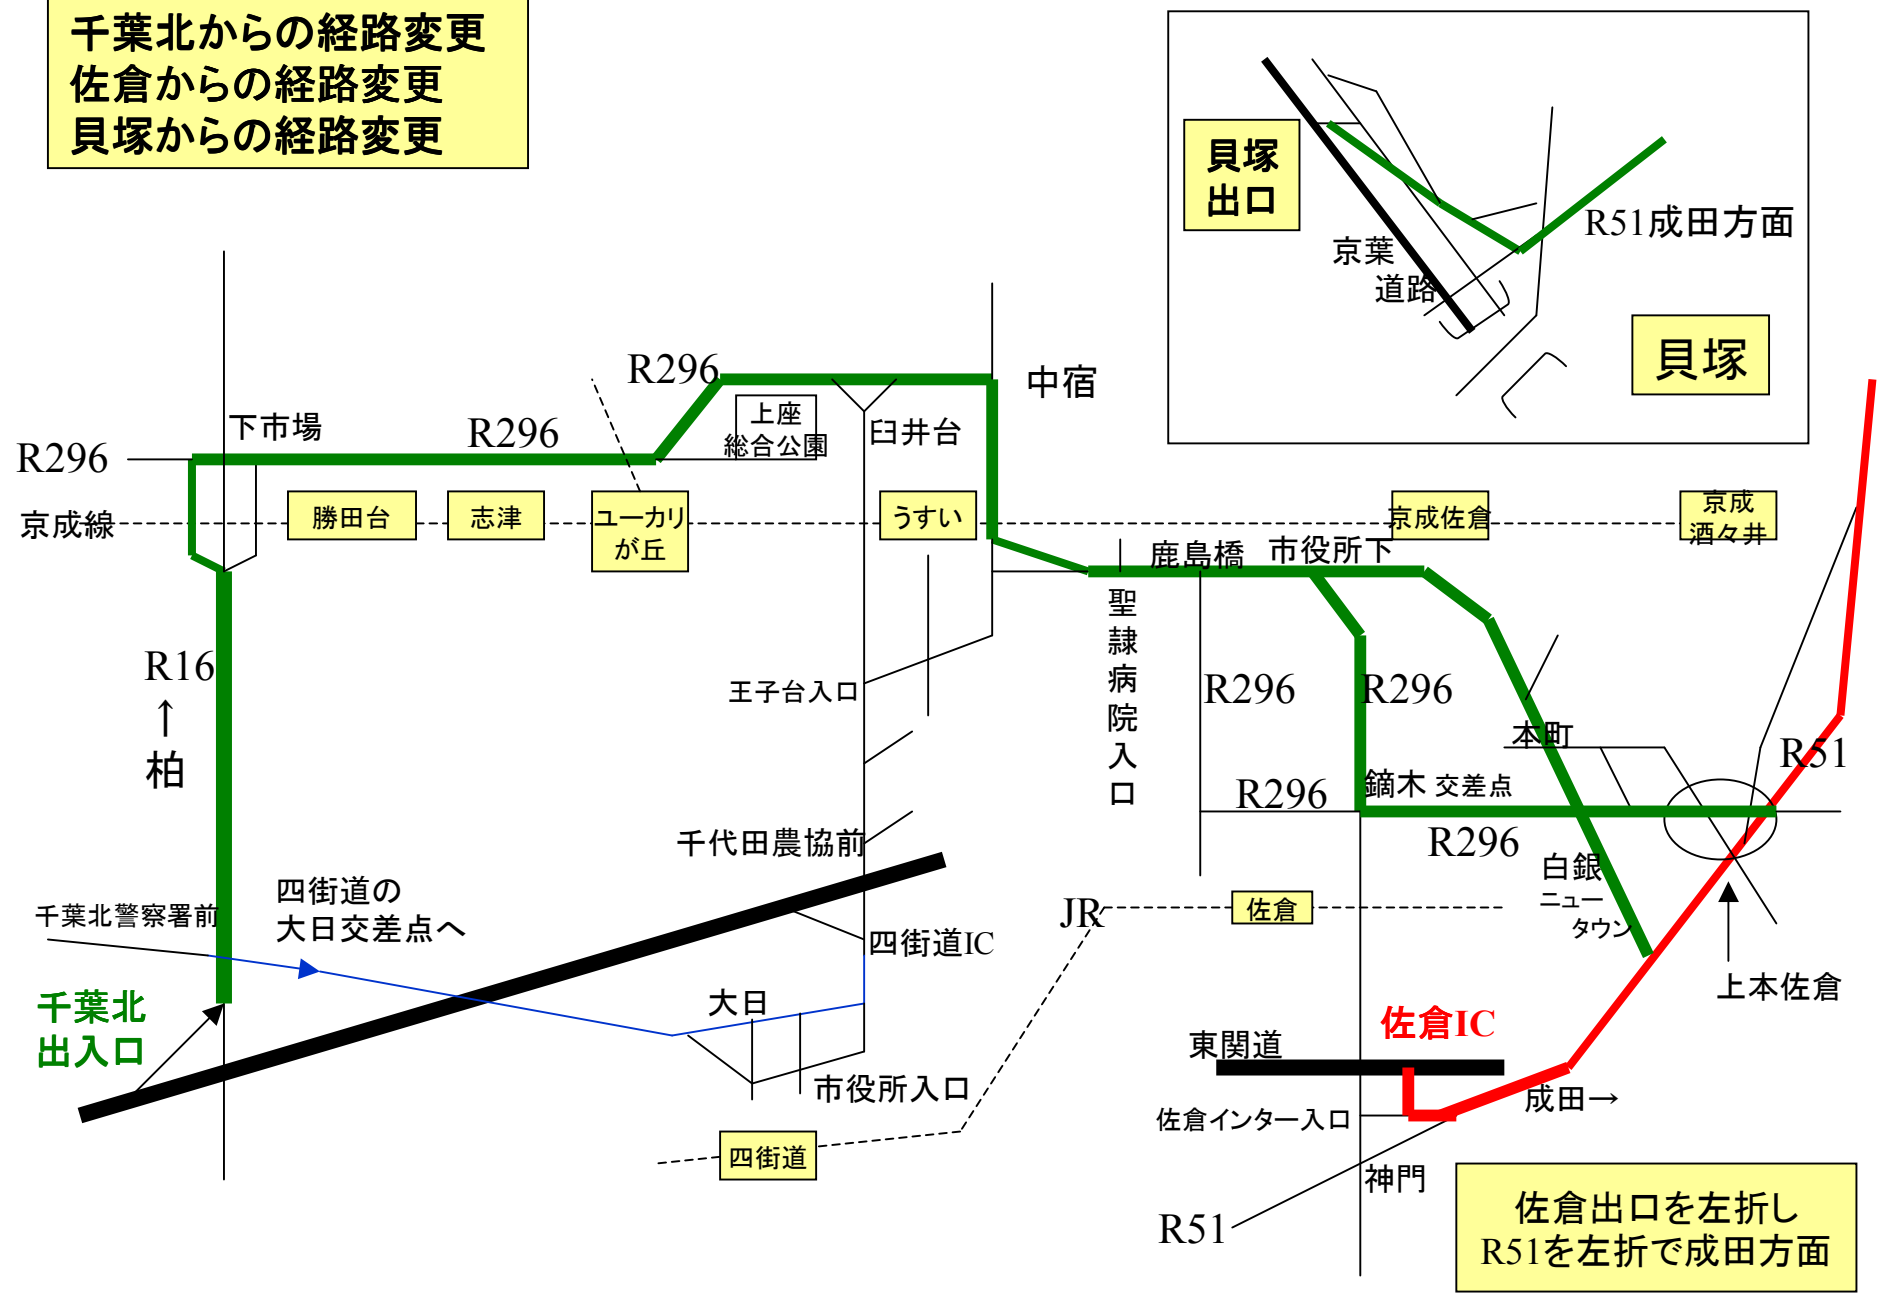 千葉北からの経路変更
佐倉からの経路変更
貝塚からの経路変更
貝塚
出口
R51成田方面
京葉
道路
貝塚
R296
中宿
下市場
R296
上座
総合公園
臼井台
R296
京成線
勝田台
志津
ユーカリ
が丘
うすい
京成佐倉
京成
酒々井
鹿島橋
市役所下
聖隷病院入口
R16
↑
柏
王子台入口
R296
R296
本町
R51
R296
鏑木 交差点
R296
千代田農協前
白銀
ニュー
タウン
千葉北警察署前
四街道の
大日交差点へ
JR
佐倉
四街道IC
上本佐倉
千葉北
出入口
大日
佐倉IC
東関道
市役所入口
成田→
佐倉インター入口
四街道
神門
R51
佐倉出口を左折し
R51を左折で成田方面